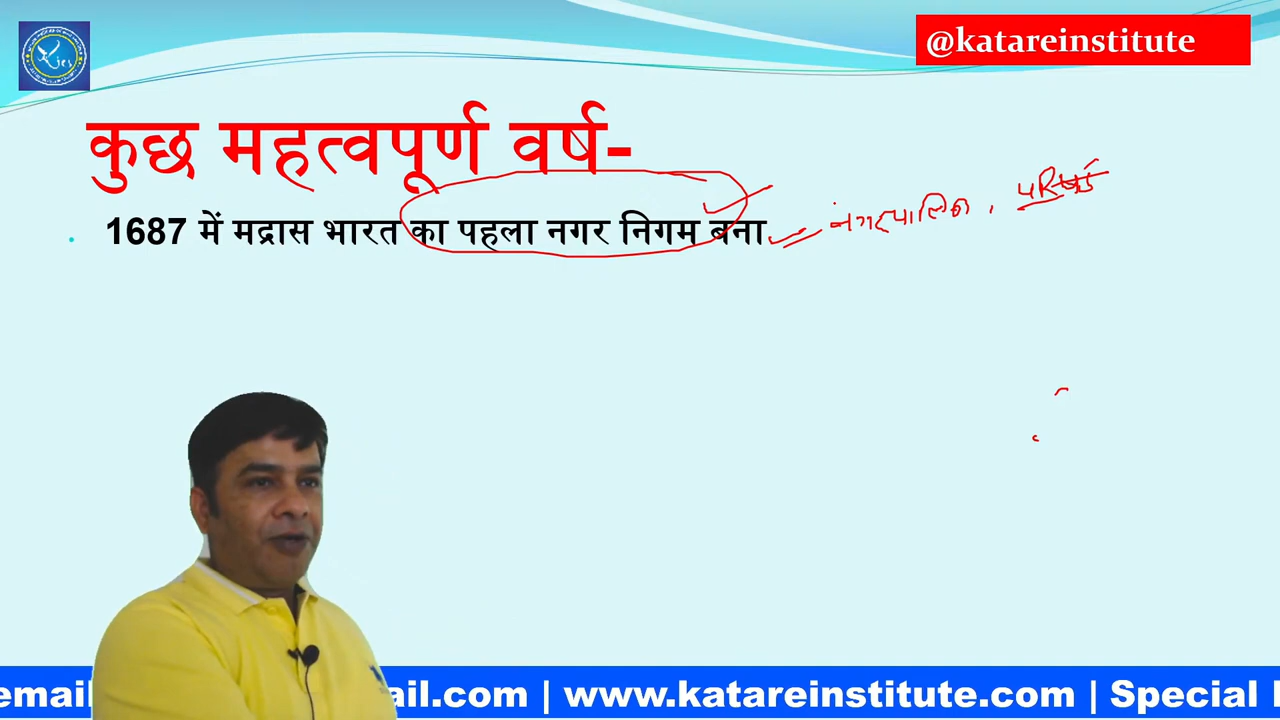 @katareinstitute
कुछ महत्वपूर्ण वर्ष-
1687 में मद्रास भारत का पहला नगर निगम बना
नगरपालिका, परिषद
email ail.com | www.katareinstitute.com | Special